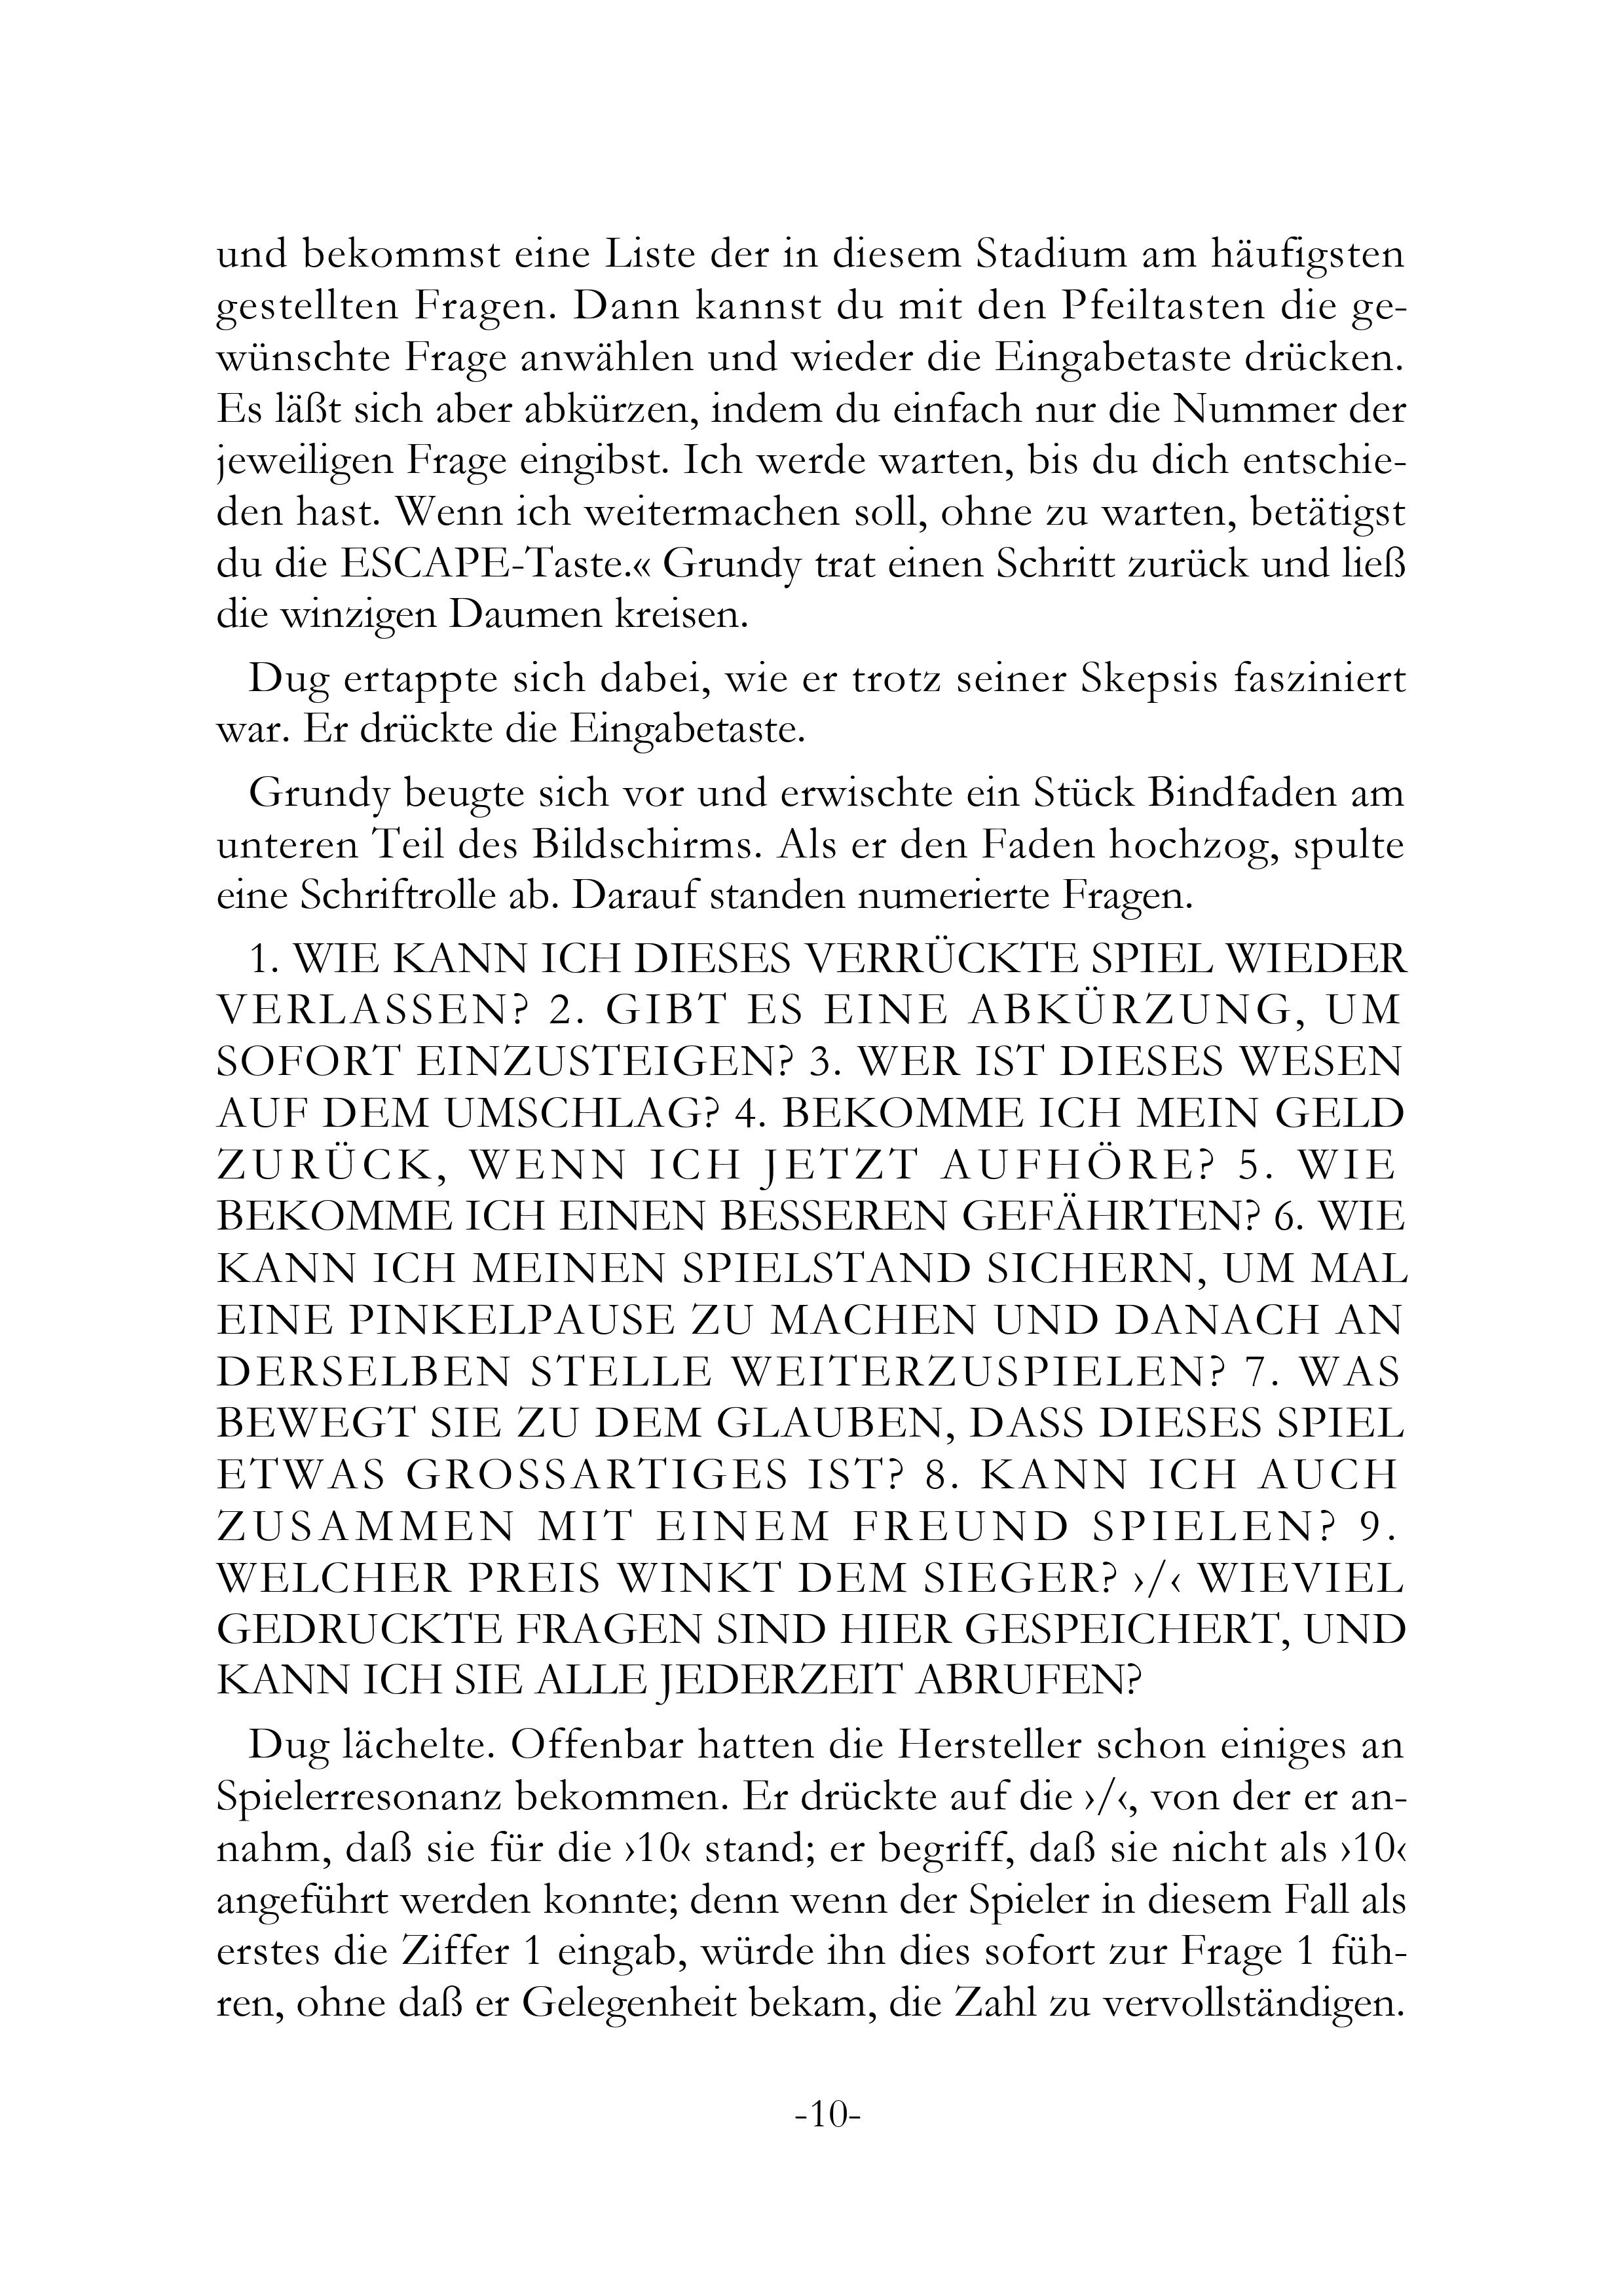 und bekommst eine Liste der in diesem Stadium am häufigsten
gestellten Fragen. Dann kannst du mit den Pfeiltasten die ge-
wünschte Frage anwählen und wieder die Eingabetaste drücken.
Es läßt sich aber abkürzen, indem du einfach nur die Nummer der
jeweiligen Frage eingibst. Ich werde warten, bis du dich entschie-
den hast. Wenn ich weitermachen soll, ohne zu warten, betätigst
du die ESCAPE-Taste.« Grundy trat einen Schritt zurück und ließ
die winzigen Daumen kreisen.
Dug ertappte sich dabei, wie er trotz seiner Skepsis fasziniert
war. Er drückte die Eingabetaste.
Grundy beugte sich vor und erwischte ein Stück Bindfaden am
unteren Teil des Bildschirms. Als er den Faden hochzog, spulte
eine Schriftrolle ab. Darauf standen numerierte Fragen.
1. WIE KANN ICH DIESES VERRÜCKTE SPIEL WIEDER
VERLASSEN? 2. GIBT ES EINE ABKÜRZUNG, UM
SOFORT EINZUSTEIGEN? 3. WER IST DIESES WESEN
AUF DEM UMSCHLAG? 4. BEKOMME ICH MEIN GELD
ZURÜCK, WENN ICH JETZT AUFHÖRE? 5. WIE
BEKOMME ICH EINEN BESSEREN GEFÄHRTEN? 6. WIE
KANN ICH MEINEN SPIELSTAND SICHERN, UM MAL
EINE PINKELPAUSE ZU MACHEN UND DANACH AN
DERSELBEN STELLE WEITERZUSPIELEN? 7. WAS
BEWEGT SIE ZU DEM GLAUBEN, DASS DIESES SPIEL
ETWAS GROSSARTIGES IST? 8. KANN ICH AUCH
ZUSAMMEN MIT EINEM FREUND SPIELEN? 9.
WELCHER PREIS WINKT DEM SIEGER? ›/‹ WIEVIEL
GEDRUCKTE FRAGEN SIND HIER GESPEICHERT, UND
KANN ICH SIE ALLE JEDERZEIT ABRUFEN?
Dug lächelte. Offenbar hatten die Hersteller schon einiges an
Spielerresonanz bekommen. Er drückte auf die ›/‹, von der er an-
nahm, daß sie für die ›10‹ stand; er begriff, daß sie nicht als ›10‹
angeführt werden konnte; denn wenn der Spieler in diesem Fall als
erstes die Ziffer 1 eingab, würde ihn dies sofort zur Frage 1 füh-
ren, ohne daß er Gelegenheit bekam, die Zahl zu vervollständigen.
-10-